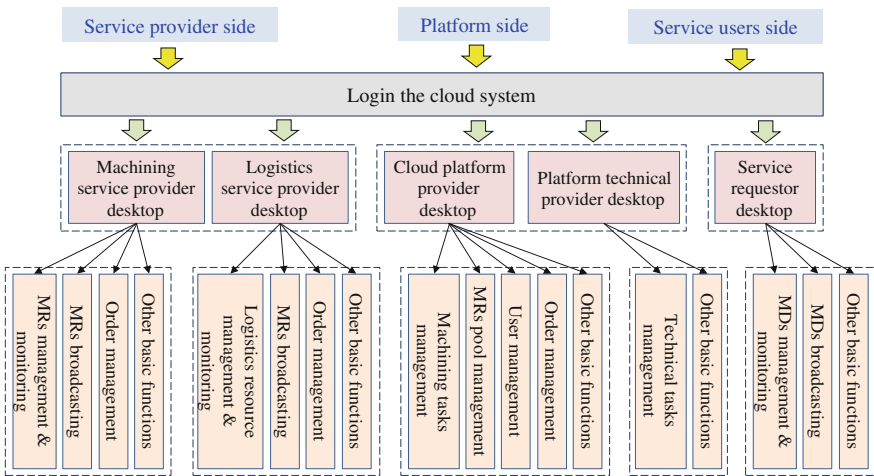 Service provider side
Platform side
Service users side
Login the cloud system
Machining
service provider
desktop
Logistics
service provider
desktop
Cloud platform
provider
desktop
Platform technical
provider desktop
Service
requestor
desktop
MRs management &
monitoring
MRs broadcasting
Order management
Other basic functions
Logistics resource
management &
monitoring
MRs broadcasting
Order management
Other basic functions
Machining tasks
management
MRs pool management
User management
Order management
Other basic functions
Technical tasks
management
Other basic functions
MDs management &
monitoring
MDs broadcasting
Other basic functions